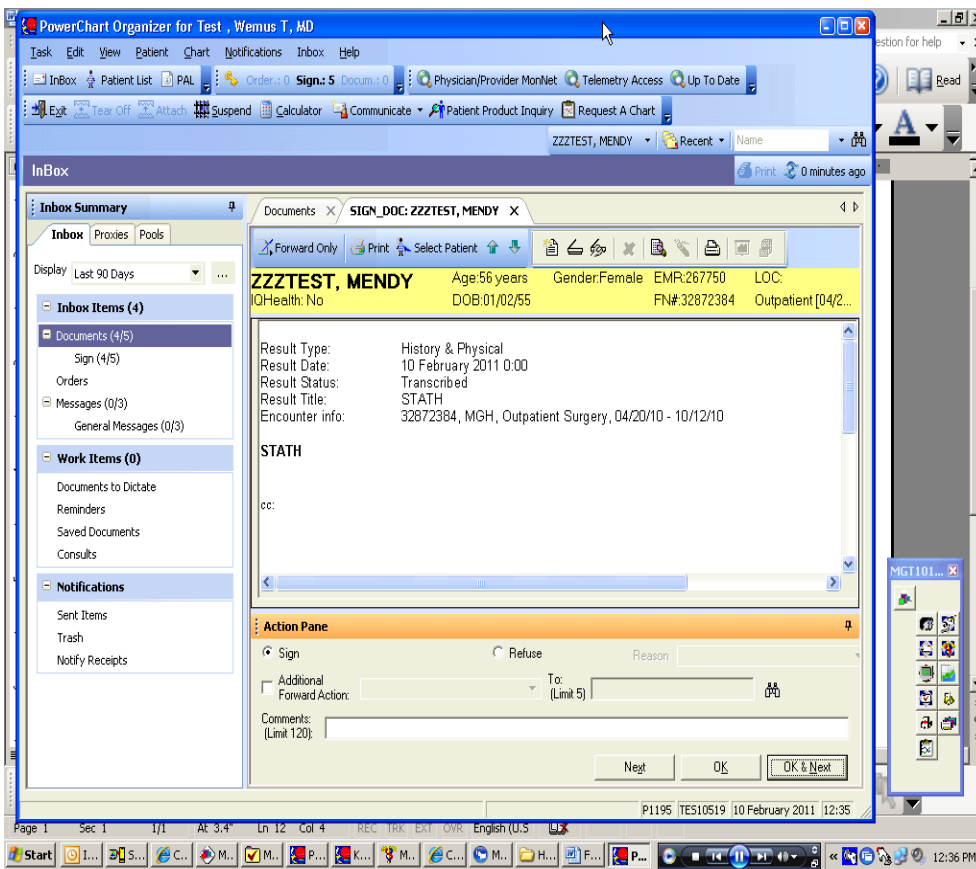 PowerChart Organizer for Test , Wemus T, MD
estion for help
Task Edit View Patient Chart Notifications Inbox Help
InBox Patient List PAL Order.: 0 Sign.: 5 Docum.: 0 Physician/Provider MonNet Telemetry Access Up To Date
Read
Exit Tear Off Attach Suspend Calculator Communicate Patient Product Inquiry Request A Chart
A
ZZZTEST, MENDY Recent Name
InBox Print 0 minutes ago
Inbox Summary
Documents X SIGN_DOC: ZZZTEST, MENDY X
Inbox Proxies Pools
Forward Only Print Select Patient
Display Last 90 Days ...
ZZZTEST, MENDY Age:56 years Gender:Female EMR:267750 LOC:
IQHealth: No DOB:01/02/55 FN#:32872384 Outpatient [04/2...
Inbox Items (4)
Documents (4/5)
Sign (4/5)
Orders
Messages (0/3)
General Messages (0/3)
Work Items (0)
Documents to Dictate
Reminders
Saved Documents
Consults
Notifications
Sent Items
Trash
Notify Receipts
Result Type: History & Physical
Result Date: 10 February 2011 0:00
Result Status: Transcribed
Result Title: STATH
Encounter info: 32872384, MGH, Outpatient Surgery, 04/20/10 - 10/12/10
STATH
cc:
MGT101...
Action Pane
Sign Refuse Reason
Additional
Forward Action:
To:
(Limit 5)
Comments:
(Limit 120):
Next OK OK & Next
P1195 TES10519 10 February 2011 12:35
Page 1 Sec 1 1/1 At 3.4" Ln 12 Col 4 REC TRK EXT OVR English (U.S
Start I... S... C... M.. M... P... K... M.. C... M.. H... F... P... 12:36 PM